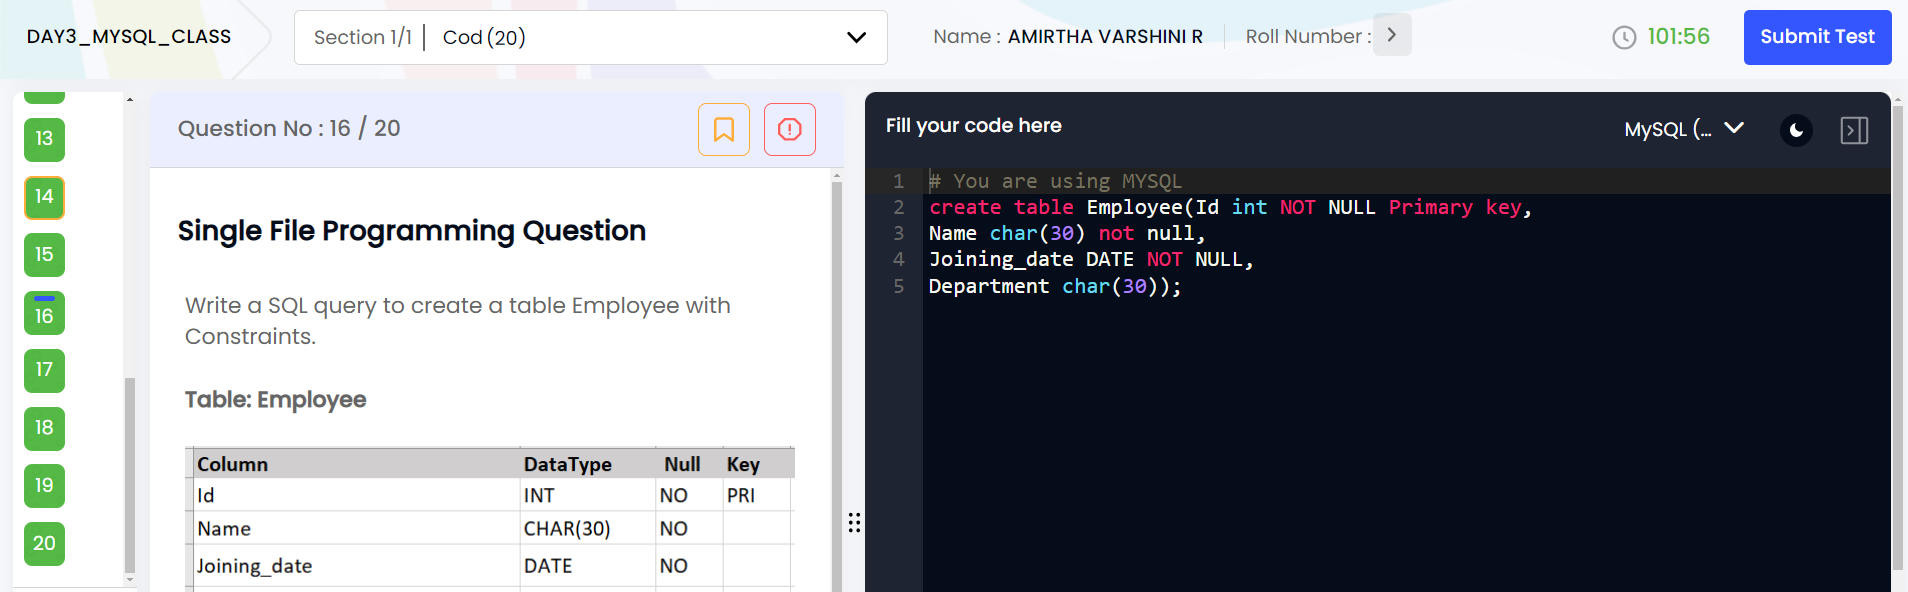 DAY3_MYSQL_CLASS
Section 1/1 | Cod (20)
Name : AMIRTHA VARSHINI R
Roll Number :
101:56
Submit Test
13
14
15
16
17
18
19
20
Question No : 16 / 20
Single File Programming Question
Write a SQL query to create a table Employee with
Constraints.
Table: Employee
Column DataType Null Key
Id INT NO PRI
Name CHAR(30) NO
Joining_date DATE NO
Fill your code here
MySQL (...
1 # You are using MYSQL
2 create table Employee(Id int NOT NULL Primary key,
3 Name char(30) not null,
4 Joining_date DATE NOT NULL,
5 Department char(30));